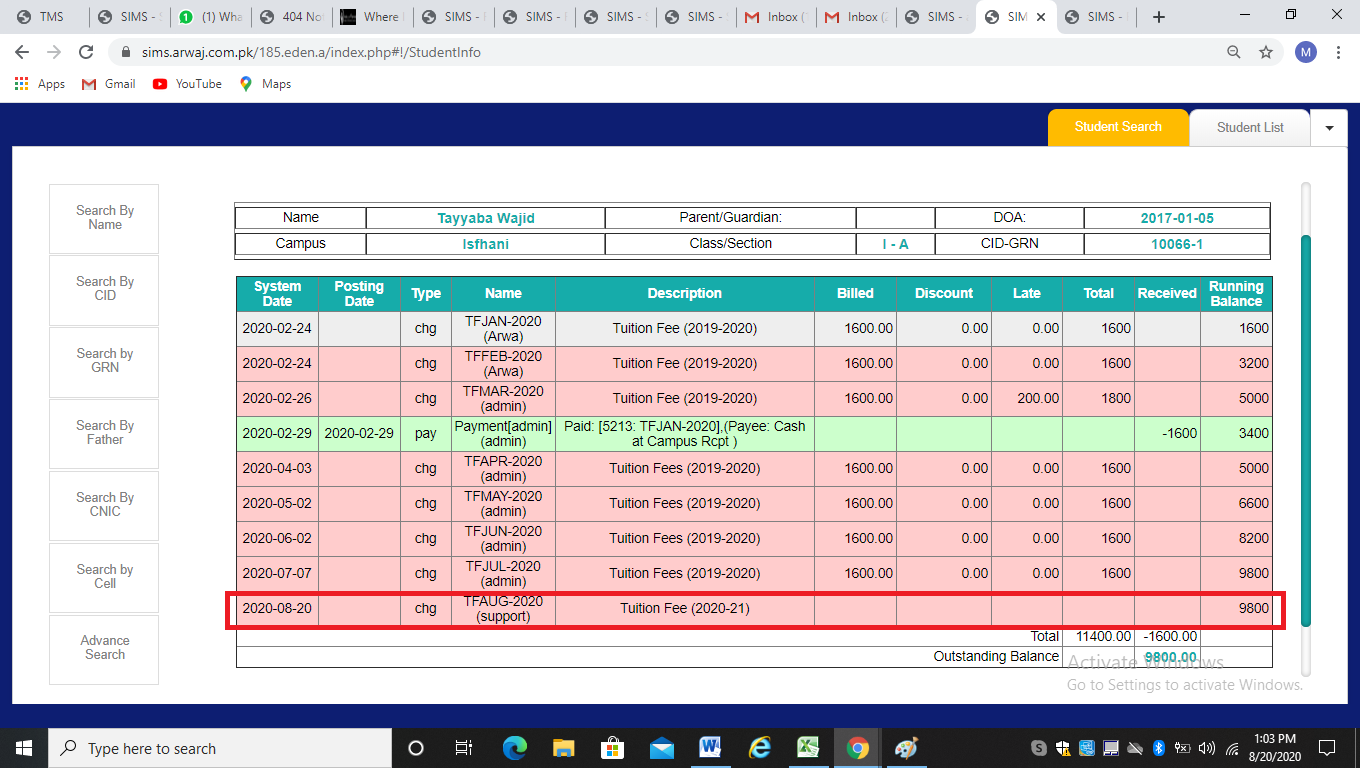 TMS
SIMS - S
(1) Wha
404 Not
Where
SIMS -
SIMS -
SIMS - S
SIMS -
Inbox (
Inbox (2
SIMS -
SIM
SIMS -
sims.arwaj.com.pk/185.eden.a/index.php#!/StudentInfo
M
Apps Gmail YouTube Maps
Student Search Student List
Search By
Name
Search By
CID
Search by
GRN
Search By
Father
Search By
CNIC
Search by
Cell
Advance
Search
Name Tayyaba Wajid Parent/Guardian: DOA: 2017-01-05
Campus Isfhani Class/Section I - A CID-GRN 10066-1
System Date Posting Date Type Name Description Billed Discount Late Total Received Running Balance
2020-02-24 chg TFJAN-2020 (Arwa) Tuition Fee (2019-2020) 1600.00 0.00 0.00 1600 1600
2020-02-24 chg TFFEB-2020 (Arwa) Tuition Fee (2019-2020) 1600.00 0.00 0.00 1600 3200
2020-02-26 chg TFMAR-2020 (admin) Tuition Fee (2019-2020) 1600.00 0.00 200.00 1800 5000
2020-02-29 2020-02-29 pay Payment[admin] (admin) Paid: [5213: TFJAN-2020],(Payee: Cash at Campus Rcpt ) -1600 3400
2020-04-03 chg TFAPR-2020 (admin) Tuition Fees (2019-2020) 1600.00 0.00 0.00 1600 5000
2020-05-02 chg TFMAY-2020 (admin) Tuition Fees (2019-2020) 1600.00 0.00 0.00 1600 6600
2020-06-02 chg TFJUN-2020 (admin) Tuition Fees (2019-2020) 1600.00 0.00 0.00 1600 8200
2020-07-07 chg TFJUL-2020 (admin) Tuition Fees (2019-2020) 1600.00 0.00 0.00 1600 9800
2020-08-20 chg TFAUG-2020 (support) Tuition Fee (2020-21) 9800
Total 11400.00 -1600.00
Outstanding Balance 9800.00
Activate Windows
Go to Settings to activate Windows.
Type here to search
1:03 PM
8/20/2020